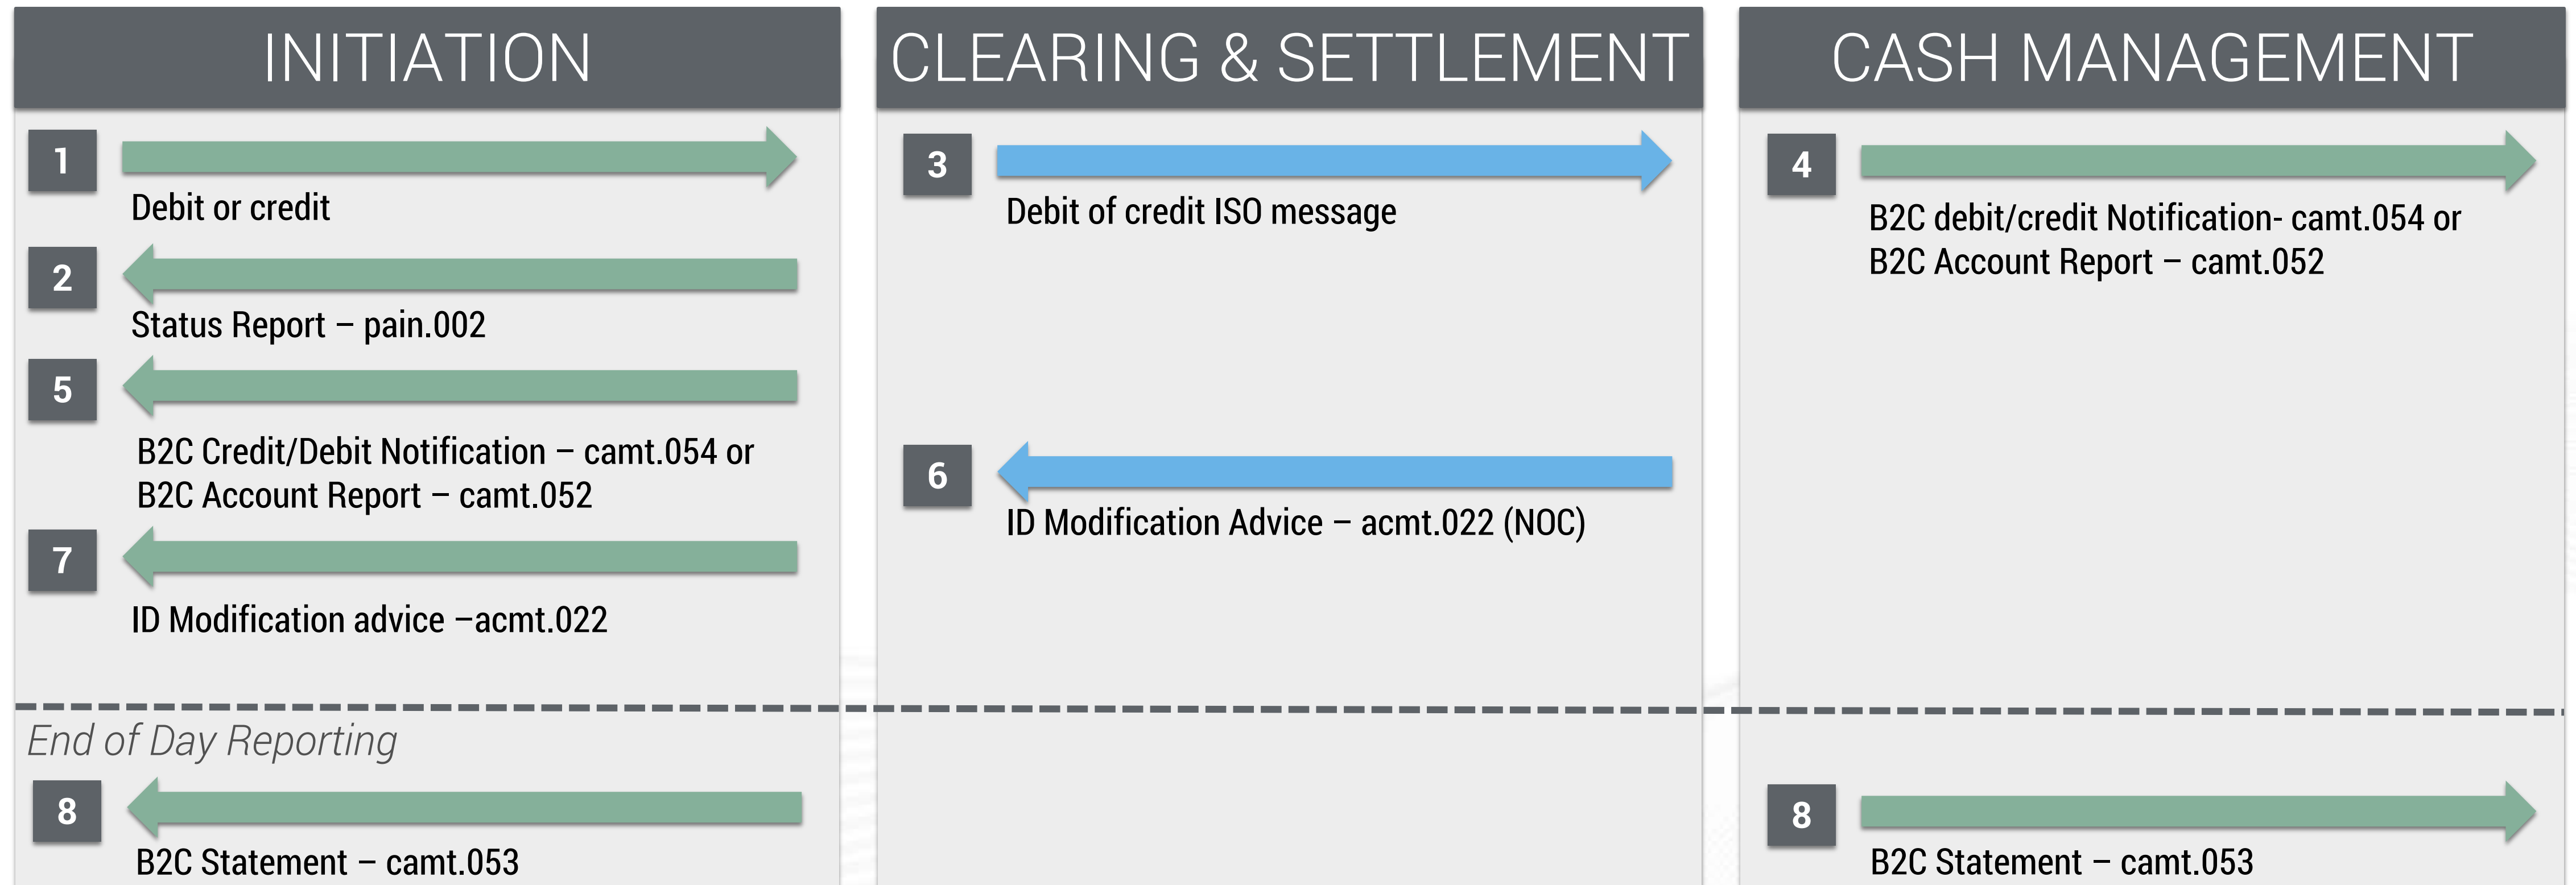 INITIATION
1
Debit or credit
2
Status Report – pain.002
5
B2C Credit/Debit Notification – camt.054 or
B2C Account Report – camt.052
7
ID Modification advice –acmt.022
End of Day Reporting
8
B2C Statement – camt.053
CLEARING & SETTLEMENT
3
Debit of credit ISO message
6
ID Modification Advice – acmt.022 (NOC)
CASH MANAGEMENT
4
B2C debit/credit Notification- camt.054 or
B2C Account Report – camt.052
8
B2C Statement – camt.053